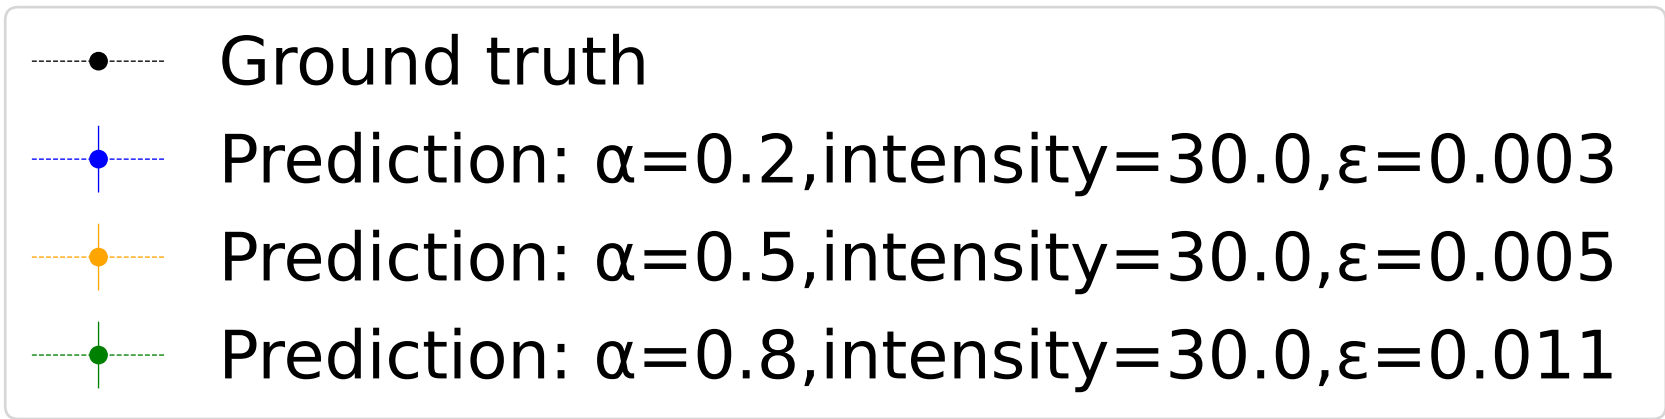 Ground truth
Prediction: α=0.2,intensity=30.0,ε=0.003
Prediction: α=0.5,intensity=30.0,ε=0.005
Prediction: α=0.8,intensity=30.0,ε=0.011